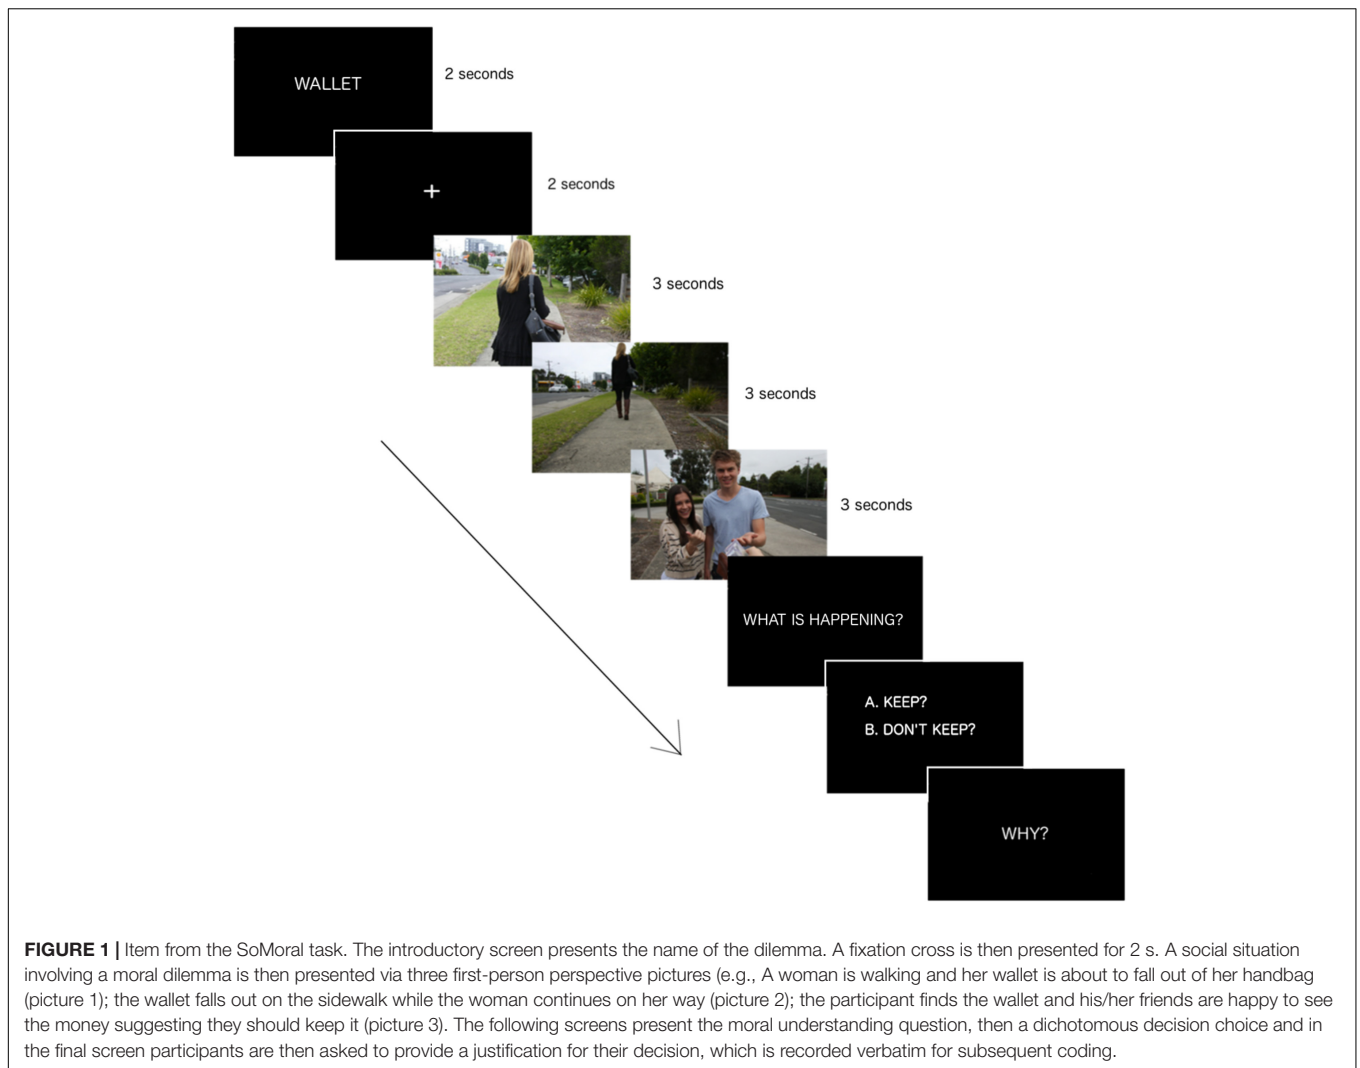 WALLET
2 seconds
+
2 seconds
3 seconds
3 seconds
3 seconds
WHAT IS HAPPENING?
A. KEEP?
B. DON'T KEEP?
WHY?
FIGURE 1 | Item from the SoMoral task. The introductory screen presents the name of the dilemma. A fixation cross is then presented for 2 s. A social situation
involving a moral dilemma is then presented via three first-person perspective pictures (e.g., A woman is walking and her wallet is about to fall out of her handbag
(picture 1); the wallet falls out on the sidewalk while the woman continues on her way (picture 2); the participant finds the wallet and his/her friends are happy to see
the money suggesting they should keep it (picture 3). The following screens present the moral understanding question, then a dichotomous decision choice and in
the final screen participants are then asked to provide a justification for their decision, which is recorded verbatim for subsequent coding.